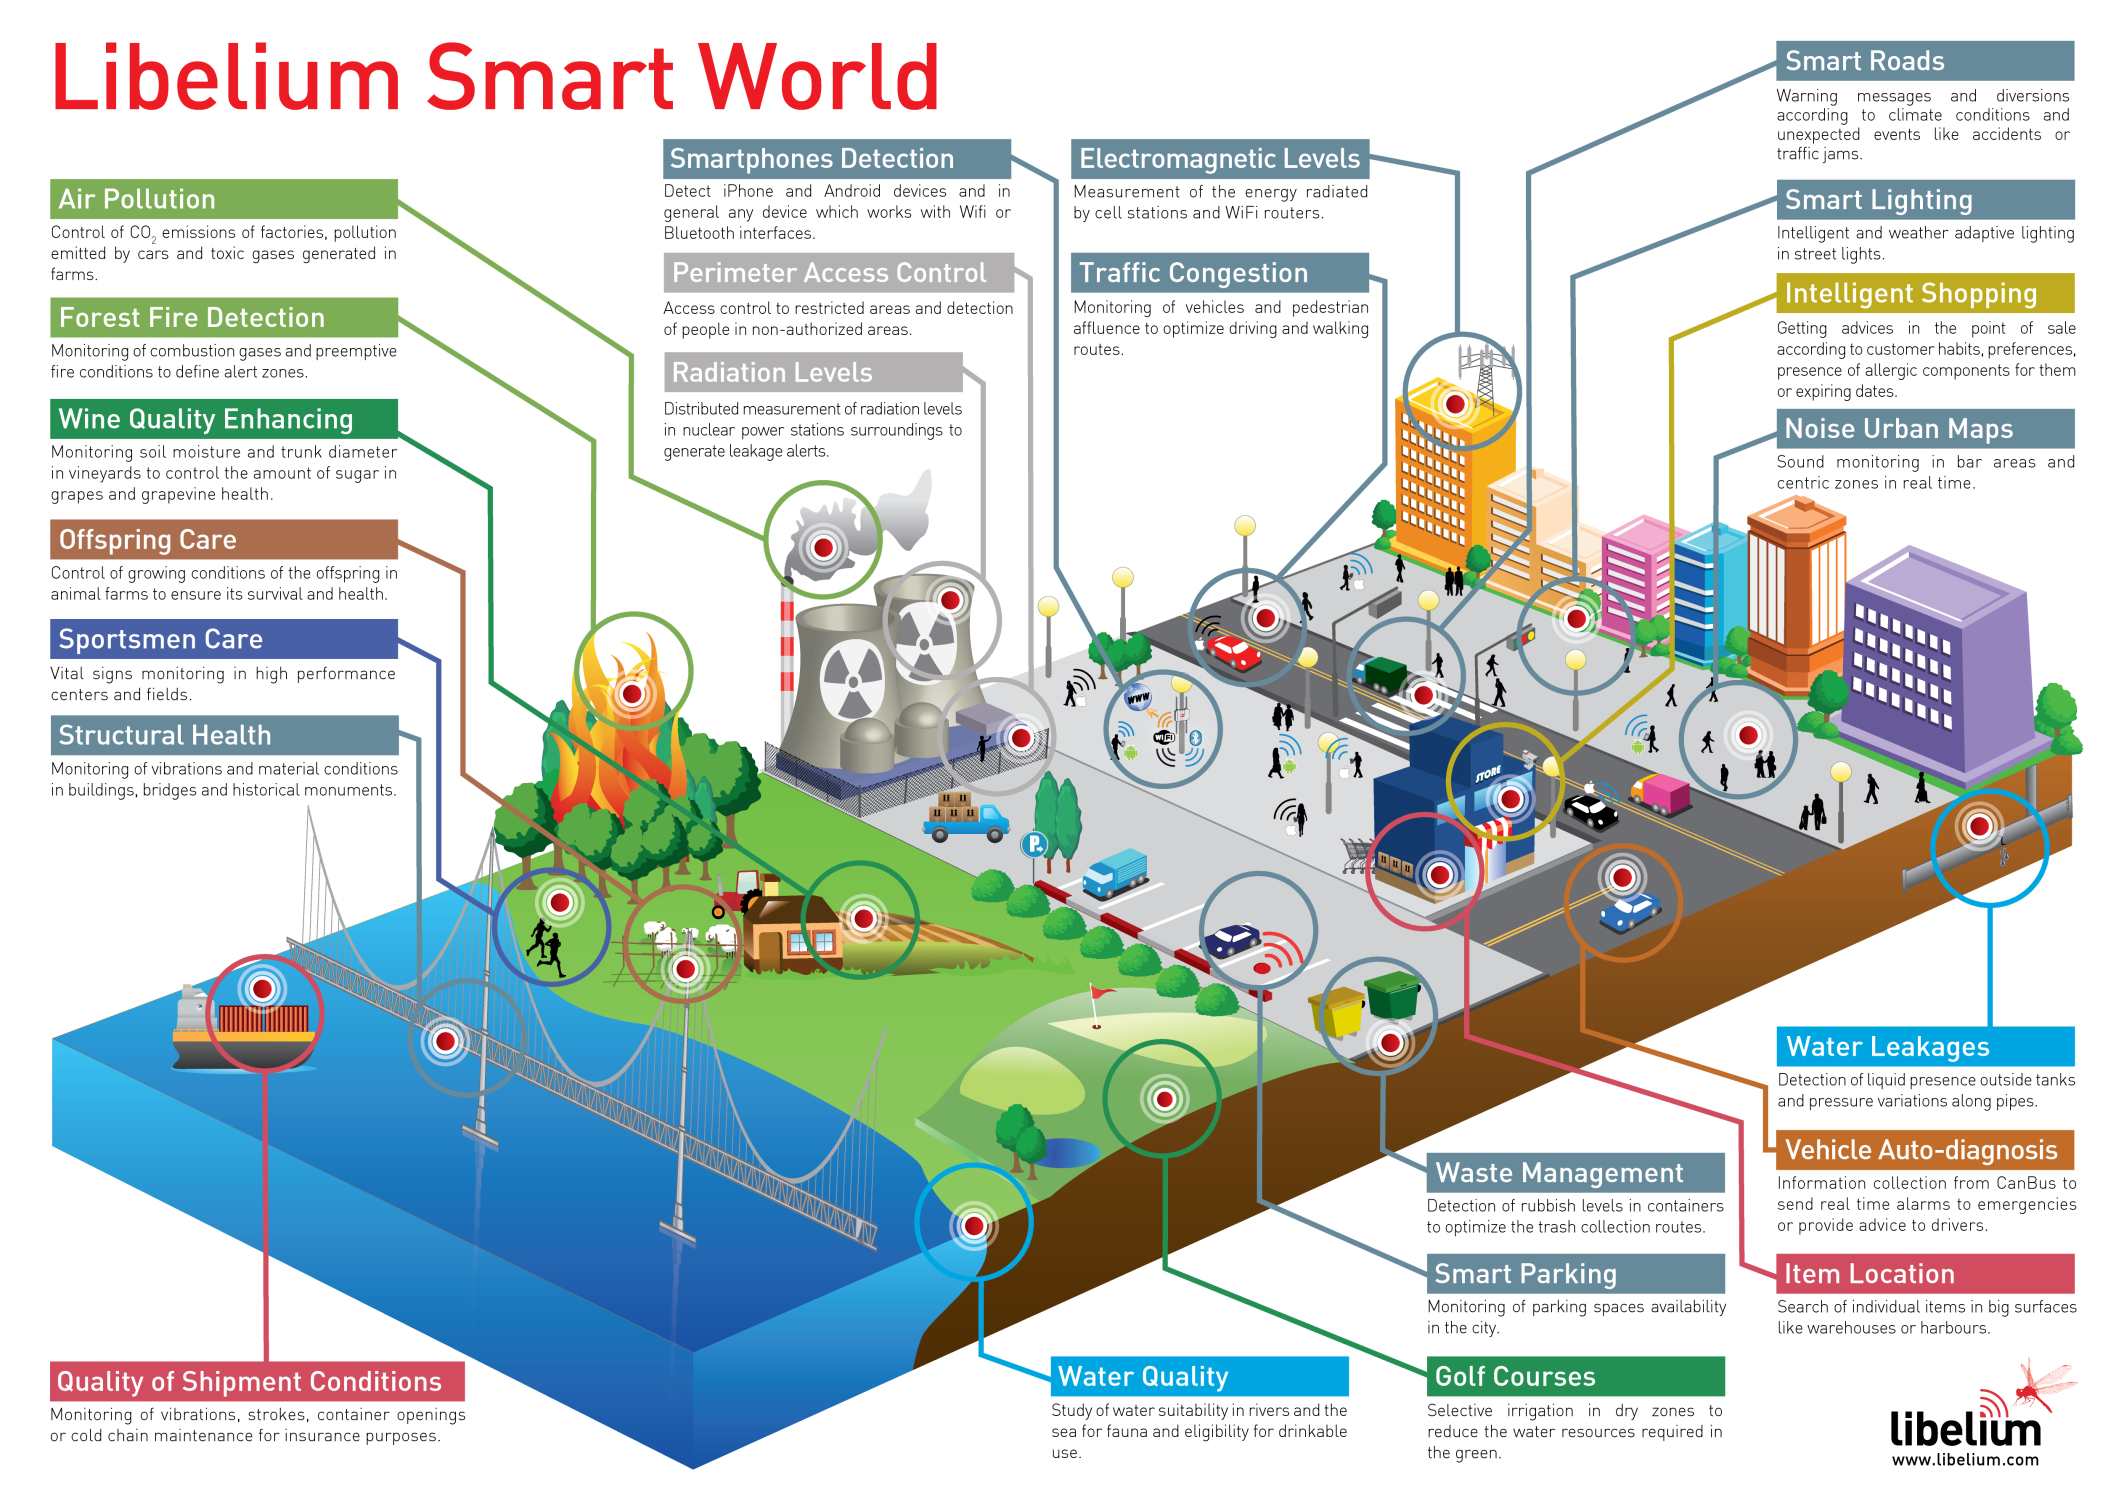 Libelium Smart World
Air Pollution
Control of CO2 emissions of factories, pollution
emitted by cars and toxic gases generated in
farms.
Forest Fire Detection
Monitoring of combustion gases and preemptive
fire conditions to define alert zones.
Wine Quality Enhancing
Monitoring soil moisture and trunk diameter
in vineyards to control the amount of sugar in
grapes and grapevine health.
Offspring Care
Control of growing conditions of the offspring in
animal farms to ensure its survival and health.
Sportsmen Care
Vital signs monitoring in high performance
centers and fields.
Structural Health
Monitoring of vibrations and material conditions
in buildings, bridges and historical monuments.
Quality of Shipment Conditions
Monitoring of vibrations, strokes, container openings
or cold chain maintenance for insurance purposes.
Smartphones Detection
Detect iPhone and Android devices and in
general any device which works with Wifi or
Bluetooth interfaces.
Perimeter Access Control
Access control to restricted areas and detection
of people in non-authorized areas.
Radiation Levels
Distributed measurement of radiation levels
in nuclear power stations surroundings to
generate leakage alerts.
Electromagnetic Levels
Measurement of the energy radiated
by cell stations and WiFi routers.
Traffic Congestion
Monitoring of vehicles and pedestrian
affluence to optimize driving and walking
routes.
Smart Roads
Warning messages and diversions
according to climate conditions and
unexpected events like accidents or
traffic jams.
Smart Lighting
Intelligent and weather adaptive lighting
in street lights.
Intelligent Shopping
Getting advices in the point of sale
according to customer habits, preferences,
presence of allergic components for them
or expiring dates.
Noise Urban Maps
Sound monitoring in bar areas and
centric zones in real time.
www
WiFi
STORE
P
Water Leakages
Detection of liquid presence outside tanks
and pressure variations along pipes.
Vehicle Auto-diagnosis
Information collection from CanBus to
send real time alarms to emergencies
or provide advice to drivers.
Item Location
Search of individual items in big surfaces
like warehouses or harbours.
Waste Management
Detection of rubbish levels in containers
to optimize the trash collection routes.
Smart Parking
Monitoring of parking spaces availability
in the city.
Golf Courses
Selective irrigation in dry zones to
reduce the water resources required in
the green.
Water Quality
Study of water suitability in rivers and the
sea for fauna and eligibility for drinkable
use.
libelium
www.libelium.com